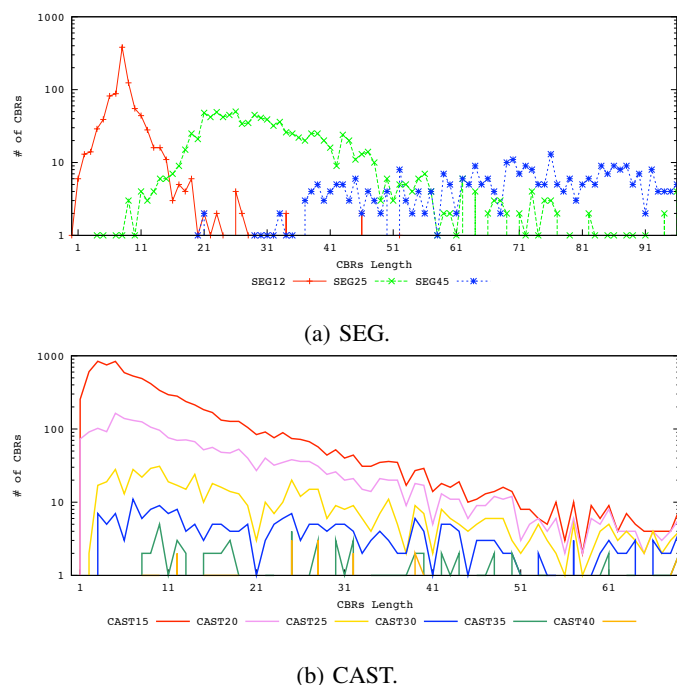 1000
100
10
1
# of CBRs
1 11 21 31 41 51 61 71 81 91
CBRs Length
SEG12 SEG25 SEG45
(a) SEG.
1000
100
10
1
# of CBRs
1 11 21 31 41 51 61
CBRs Length
CAST15 CAST20 CAST25 CAST30 CAST35 CAST40
(b) CAST.